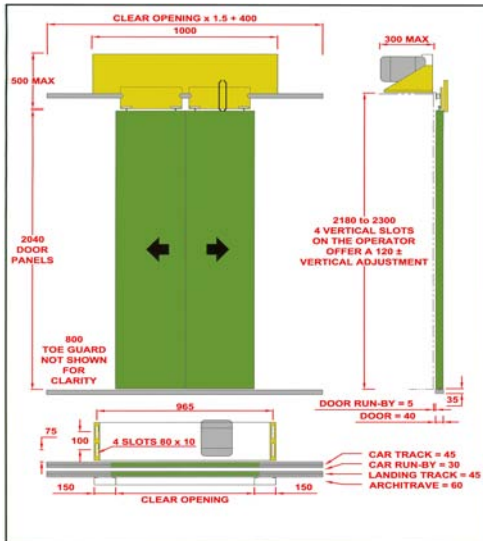 CLEAR OPENING x 1.5 + 400
1000
300 MAX
500 MAX
2040
DOOR
PANELS
2180 to 2300
4 VERTICAL SLOTS
ON THE OPERATOR
OFFER A 120 ±
VERTICAL ADJUSTMENT
800
TOE GUARD
NOT SHOWN
FOR
CLARITY
DOOR RUN-BY = 5
35
DOOR = 40
965
75
100
4 SLOTS 60 x 10
CAR TRACK = 45
CAR RUN-BY = 30
LANDING TRACK = 45
ARCHITRAVE = 60
150
150
CLEAR OPENING